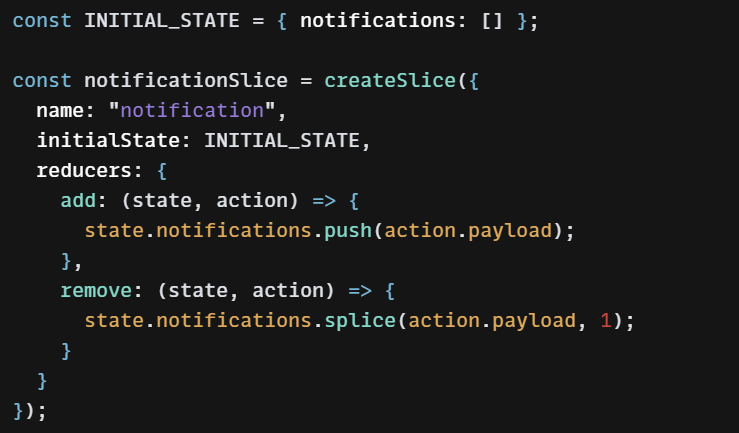 const INITIAL_STATE = { notifications: [] };
const notificationSlice = createSlice({
name: "notification",
initialState: INITIAL_STATE,
reducers: {
add: (state, action) => {
state.notifications.push(action.payload);
},
remove: (state, action) => {
state.notifications.splice(action.payload, 1);
}
}
});